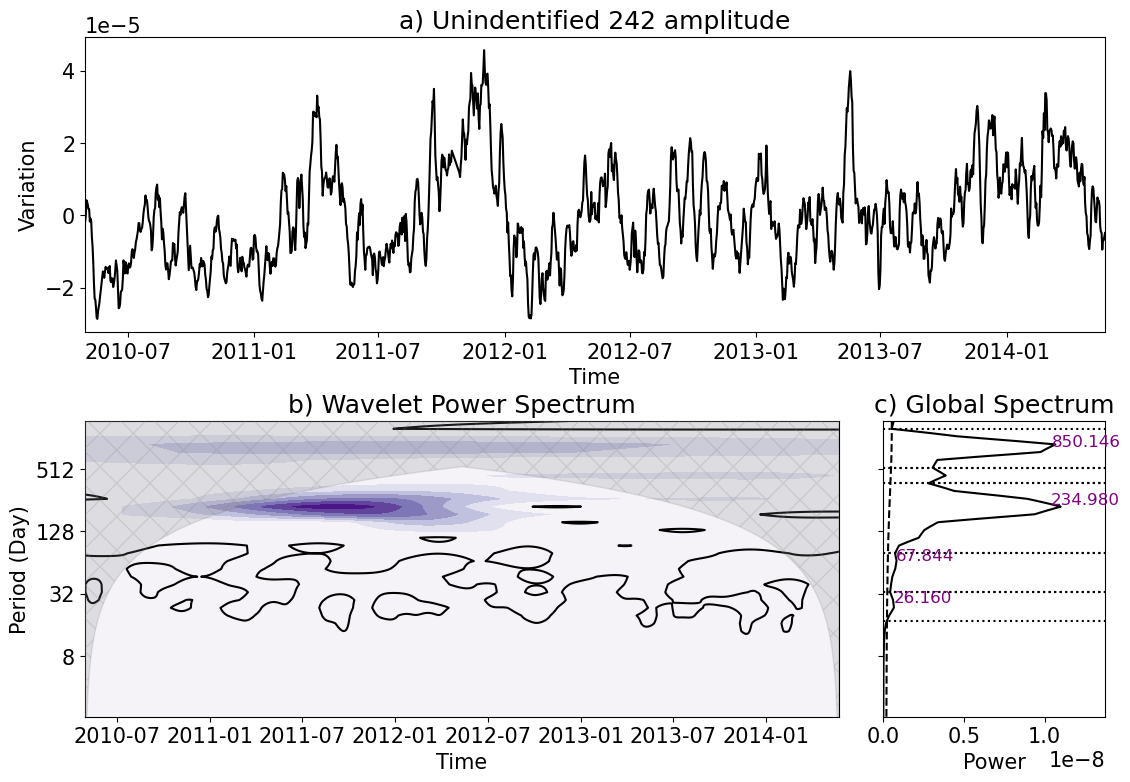 a) Unidentified 242 amplitude
1e−5
4
2
0
−2
Variation
2010-07 2011-01 2011-07 2012-01 2012-07 2013-01 2013-07 2014-01
Time
b) Wavelet Power Spectrum
512
128
32
8
Period (Day)
2010-07 2011-01 2011-07 2012-01 2012-07 2013-01 2013-07 2014-01
Time
c) Global Spectrum
850.146
234.980
67.844
26.160
0.0 0.5 1.0
Power 1e−8